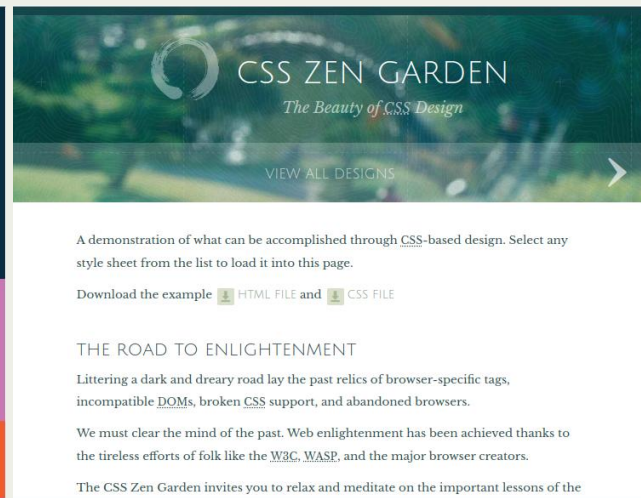 CSS ZEN GARDEN
The Beauty of CSS Design
VIEW ALL DESIGNS
A demonstration of what can be accomplished through CSS-based design. Select any
style sheet from the list to load it into this page.
Download the example HTML FILE and CSS FILE
THE ROAD TO ENLIGHTENMENT
Littering a dark and dreary road lay the past relics of browser-specific tags,
incompatible DOMs, broken CSS support, and abandoned browsers.
We must clear the mind of the past. Web enlightenment has been achieved thanks to
the tireless efforts of folk like the W3C, WASP, and the major browser creators.
The CSS Zen Garden invites you to relax and meditate on the important lessons of the